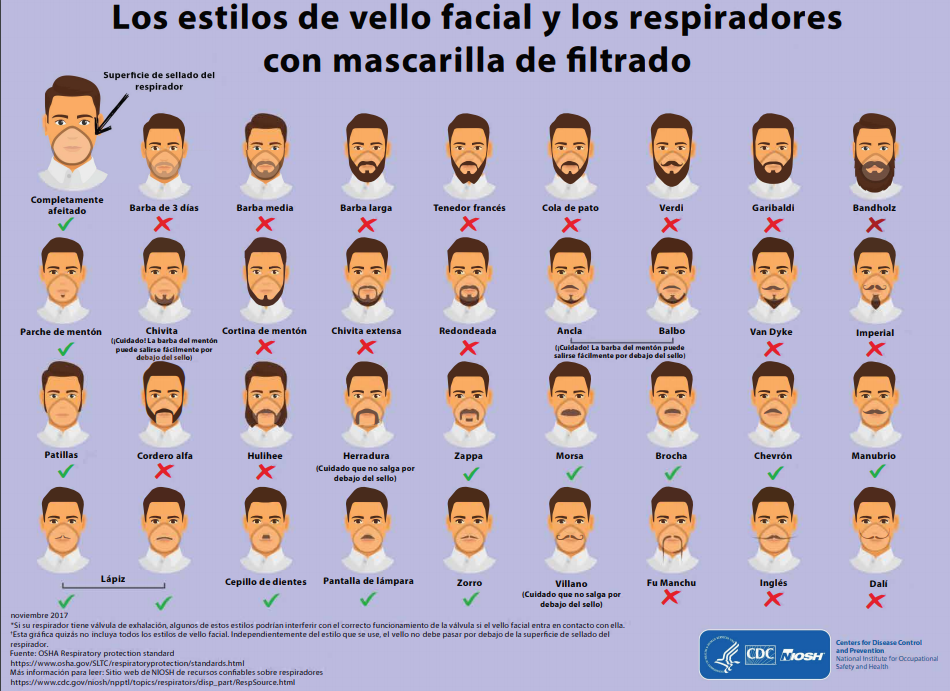 Los estilos de vello facial y los respiradores
con mascarilla de filtrado
Superficie de sellado del
respirador
Completamente
afeitado
Barba de 3 días
Barba media
Barba larga
Tenedor francés
Cola de pato
Verdi
Garibaldi
Bandholz
Parche de mentón
Chivita
(¡Cuidado! La barba del mentón
puede salirse fácilmente por
debajo del sello)
Cortina de mentón
Chivita extensa
Redondeada
Ancla
Balbo
(¡Cuidado! La barba del mentón puede
salirse fácilmente por debajo del sello)
Van Dyke
Imperial
Patillas
Cordero alfa
Hulihee
Herradura
(Cuidado que no salga por
debajo del sello)
Zappa
Morsa
Brocha
Chevrón
Manubrio
Lápiz
Cepillo de dientes
Pantalla de lámpara
Zorro
Villano
(Cuidado que no salga por
debajo del sello)
Fu Manchu
Inglés
Dalí
noviembre 2017
*Si su respirador tiene válvula de exhalación, algunos de estos estilos podrían interferir con el correcto funcionamiento de la válvula si el vello facial entra en contacto con ella.
*Esta gráfica quizás no incluya todos los estilos de vello facial. Independientemente del estilo que se use, el vello no debe pasar por debajo de la superficie de sellado del
respirador.
Fuente: OSHA Respiratory protection standard
https://www.osha.gov/SLTC/respiratoryprotection/standards.html
Más información para leer: Sitio web de NIOSH de recursos confiables sobre respiradores
https://www.cdc.gov/niosh/npptl/topics/respirators/disp_part/RespSource.html
CDC
NIOSH
Centers for Disease Control
and Prevention
National Institute for Occupational
Safety and Health